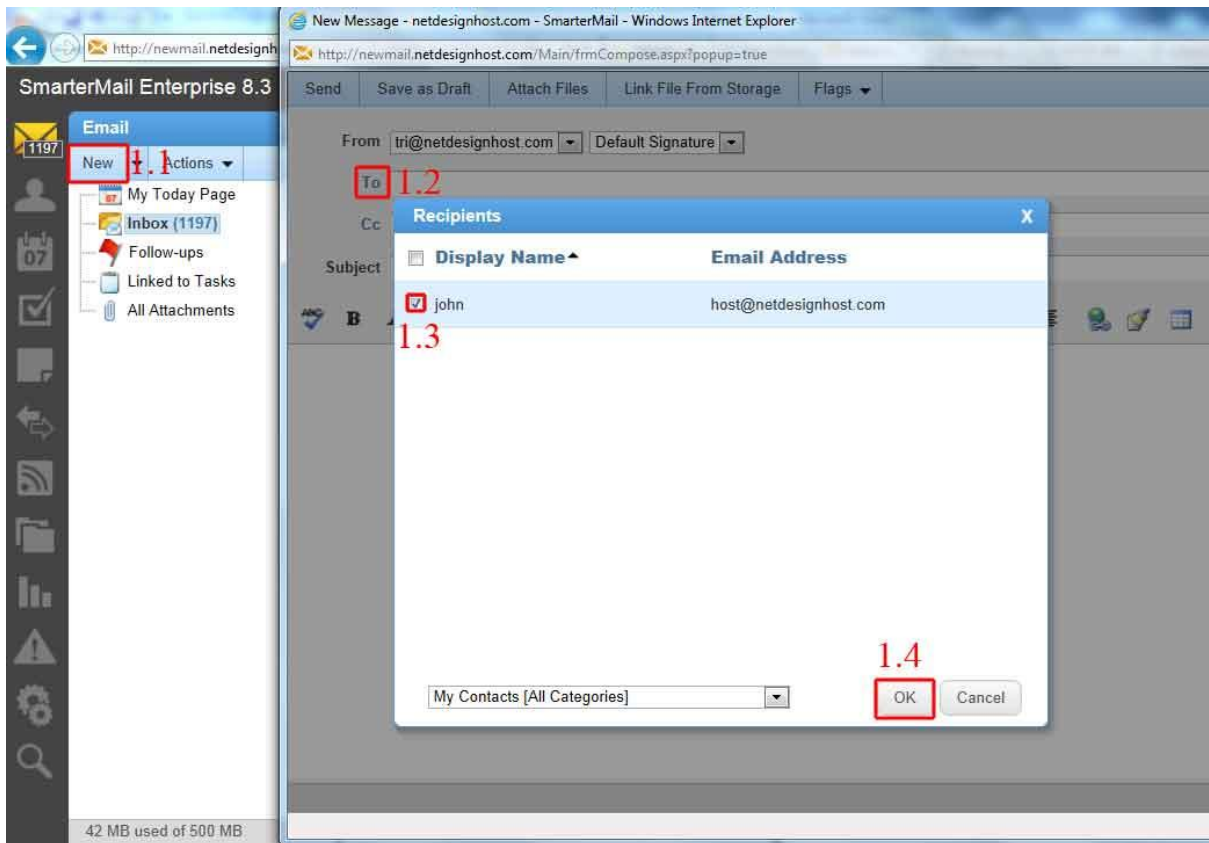 New Message - netdesignhost.com - SmarterMail - Windows Internet Explorer
http://newmail.netdesignh
http://newmail.netdesignhost.com/Main/frmCompose.aspx?popup=true
SmarterMail Enterprise 8.3
Send Save as Draft Attach Files Link File From Storage Flags
1197
Email
New 1.1 Actions
From tri@netdesignhost.com Default Signature
To 1.2
My Today Page
Inbox (1197)
Follow-ups
Linked to Tasks
All Attachments
07
Cc
Subject
Recipients X
Display Name Email Address
john host@netdesignhost.com
1.3
ABC
B
1.4
My Contacts [All Categories] OK Cancel
42 MB used of 500 MB